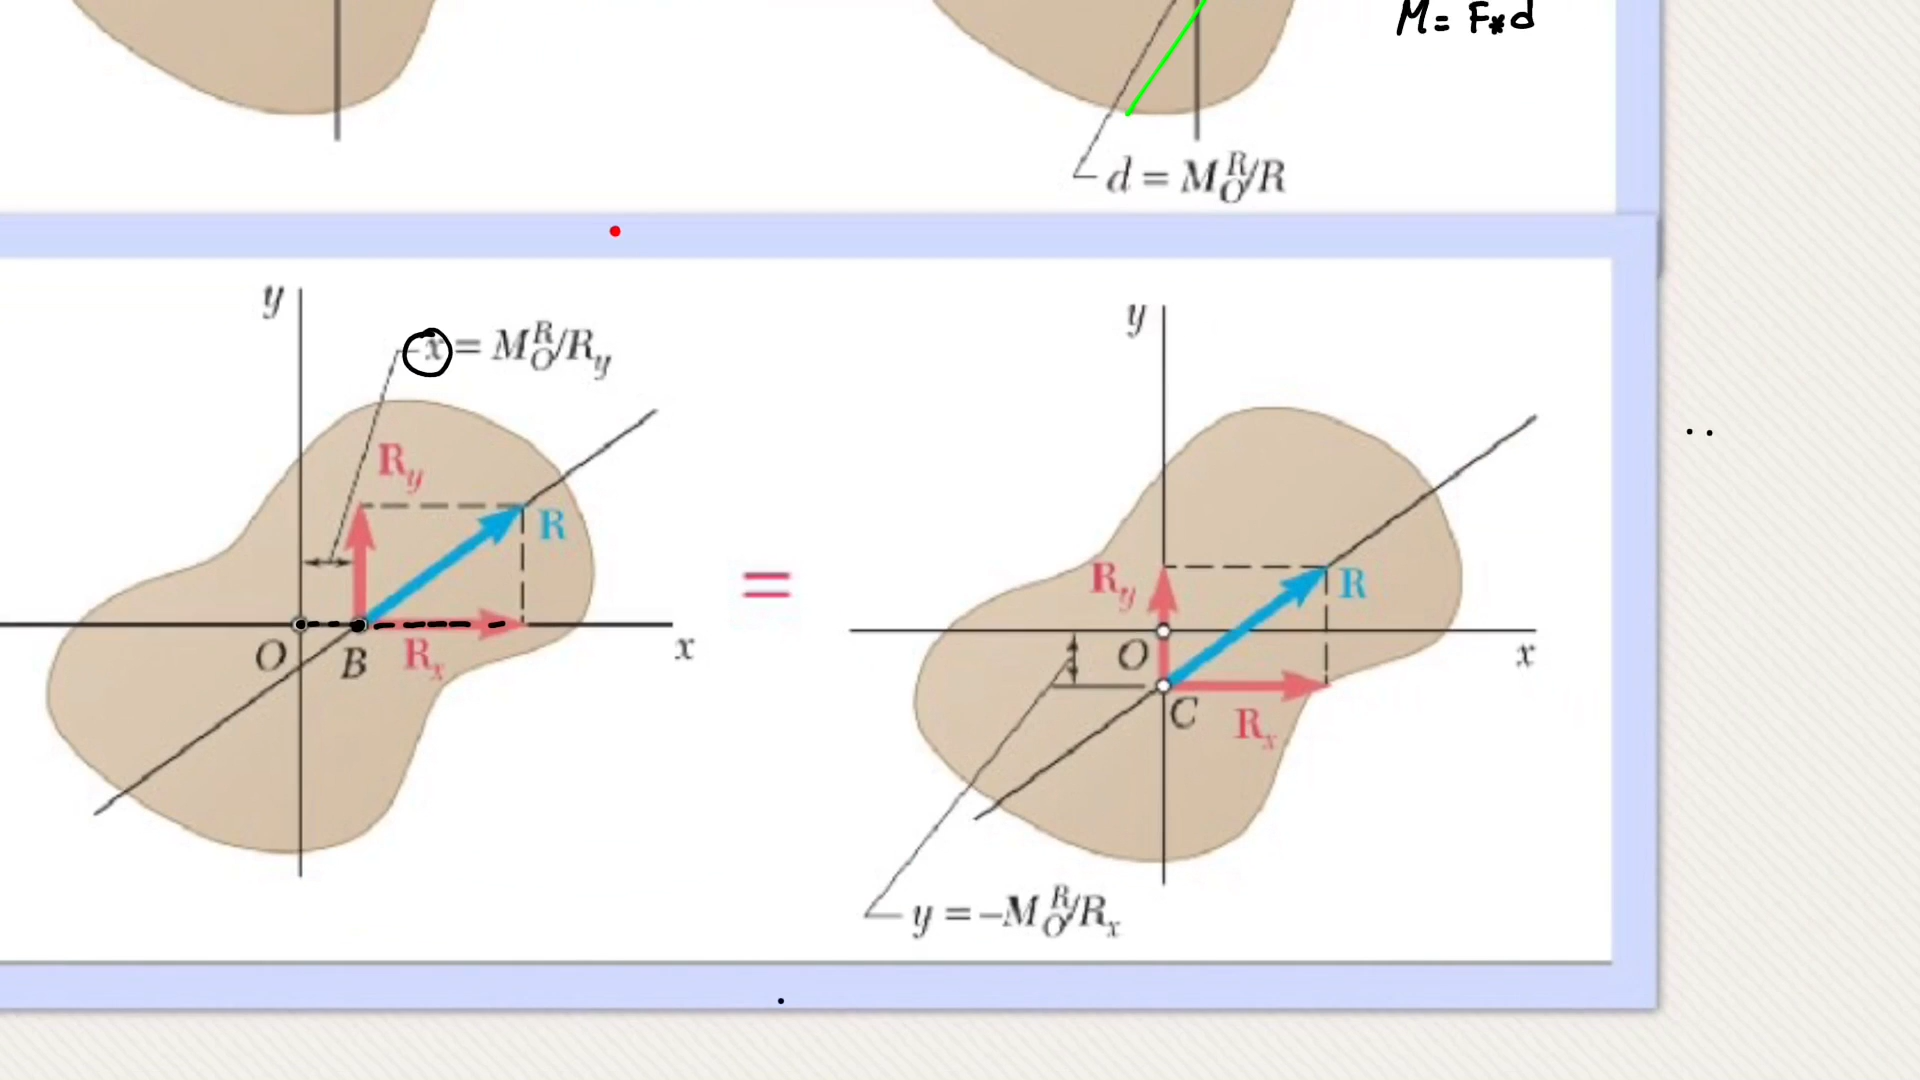 M = F*d
d = M_O^R/R
y
x = M_O^R/R_y
R_y
R
O
B
R_x
x
=
y
R_y
R
O
x
C
R_x
y = –M_O^R/R_x